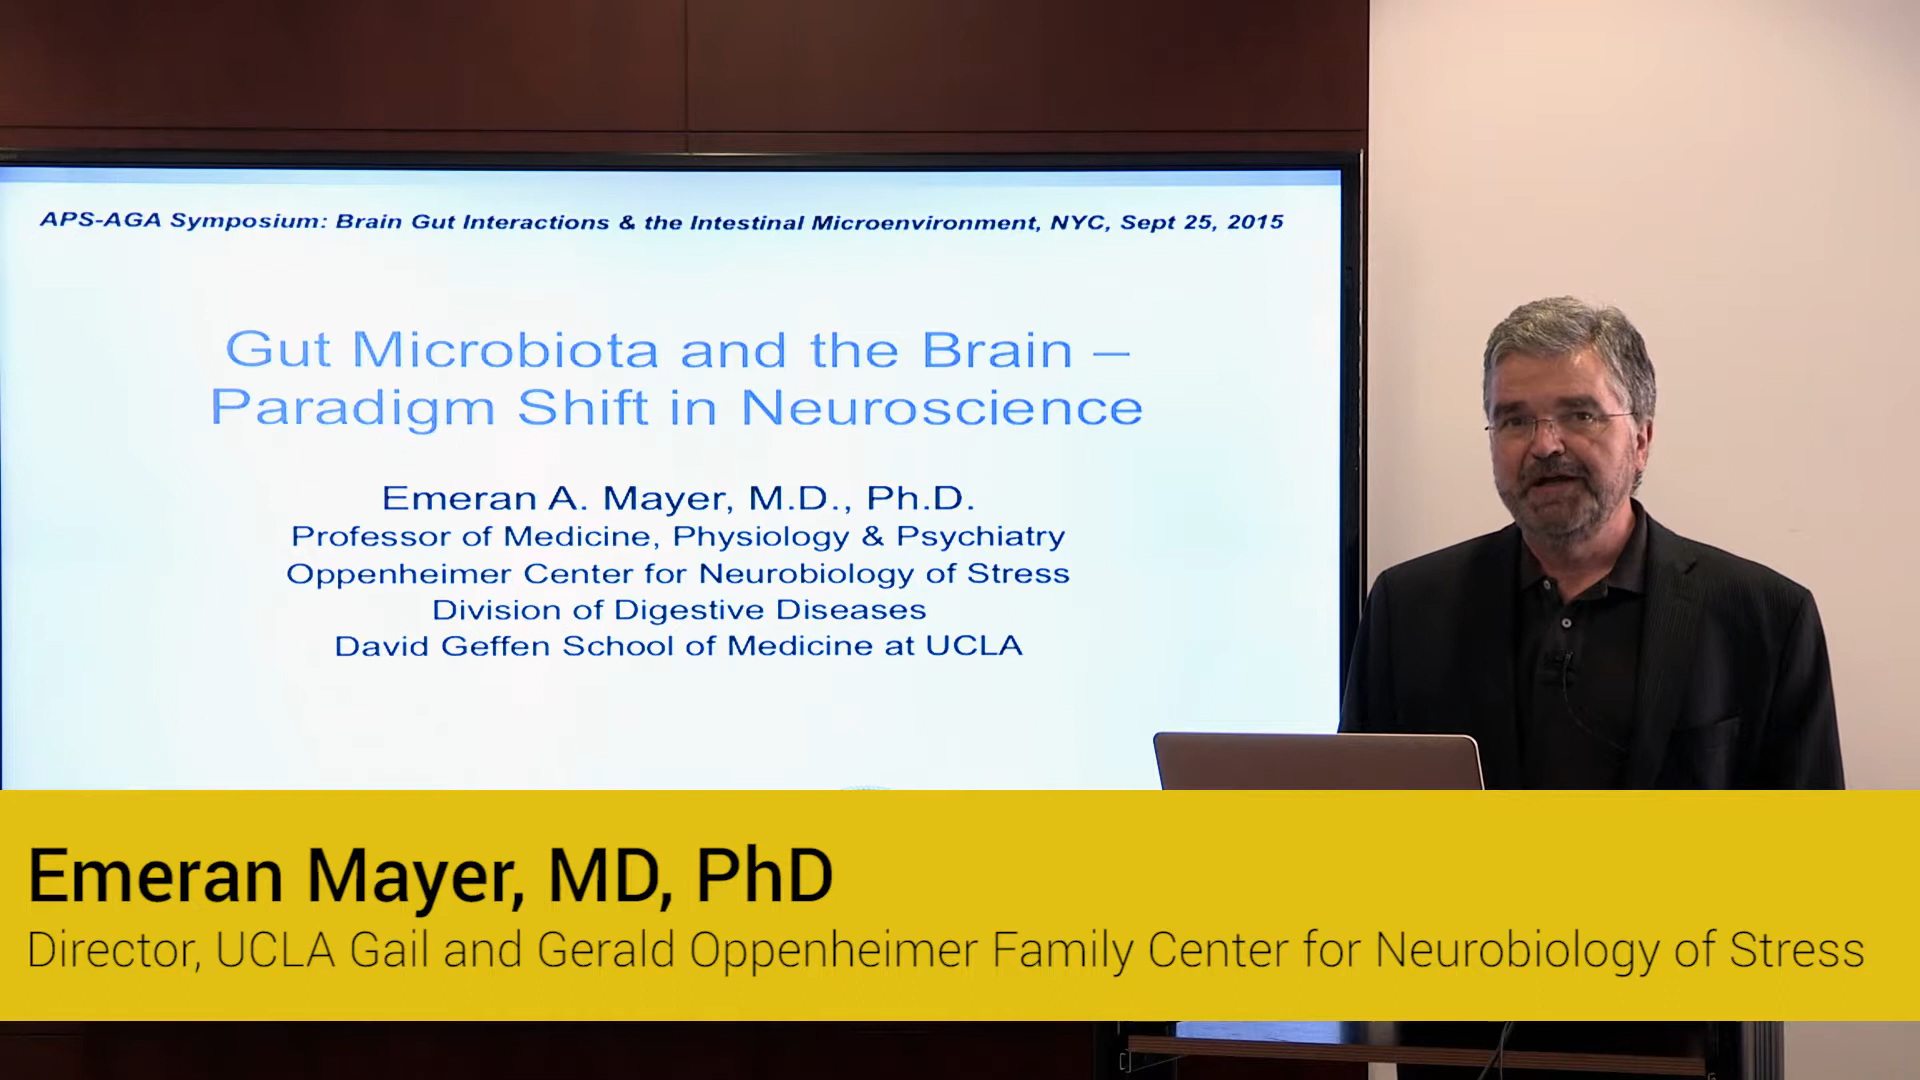 APS-AGA Symposium: Brain Gut Interactions & the Intestinal Microenvironment, NYC, Sept 25, 2015
Gut Microbiota and the Brain –
Paradigm Shift in Neuroscience
Emeran A. Mayer, M.D., Ph.D.
Professor of Medicine, Physiology & Psychiatry
Oppenheimer Center for Neurobiology of Stress
Division of Digestive Diseases
David Geffen School of Medicine at UCLA
Emeran Mayer, MD, PhD
Director, UCLA Gail and Gerald Oppenheimer Family Center for Neurobiology of Stress